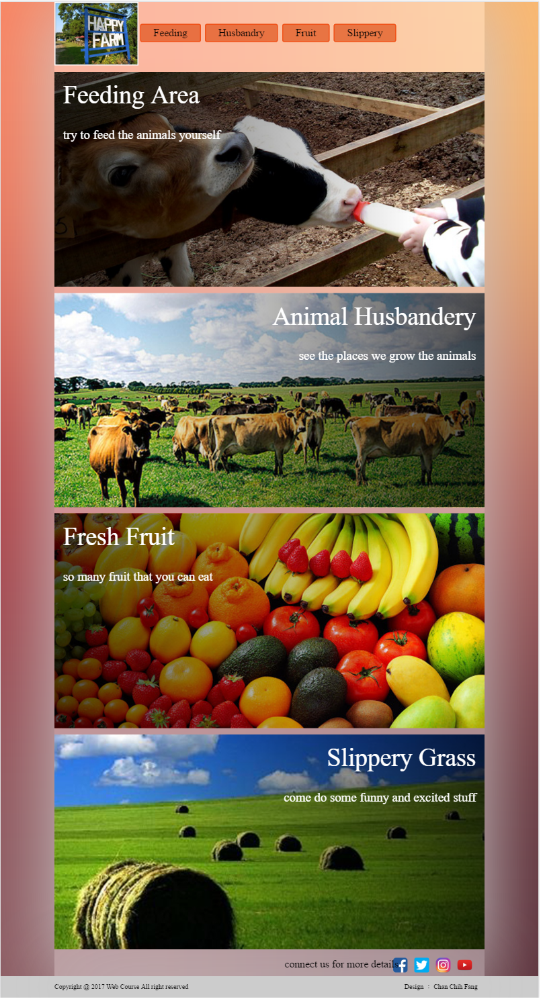 HAPPY
FARM
Feeding
Husbandry
Fruit
Slippery
Feeding Area
try to feed the animals yourself
Animal Husbandery
see the places we grow the animals
Fresh Fruit
so many fruit that you can eat
Slippery Grass
come do some funny and excited stuff
connect us for more details
Copyright @ 2017 Web Course All right reserved
Design : Chan Chih Fang